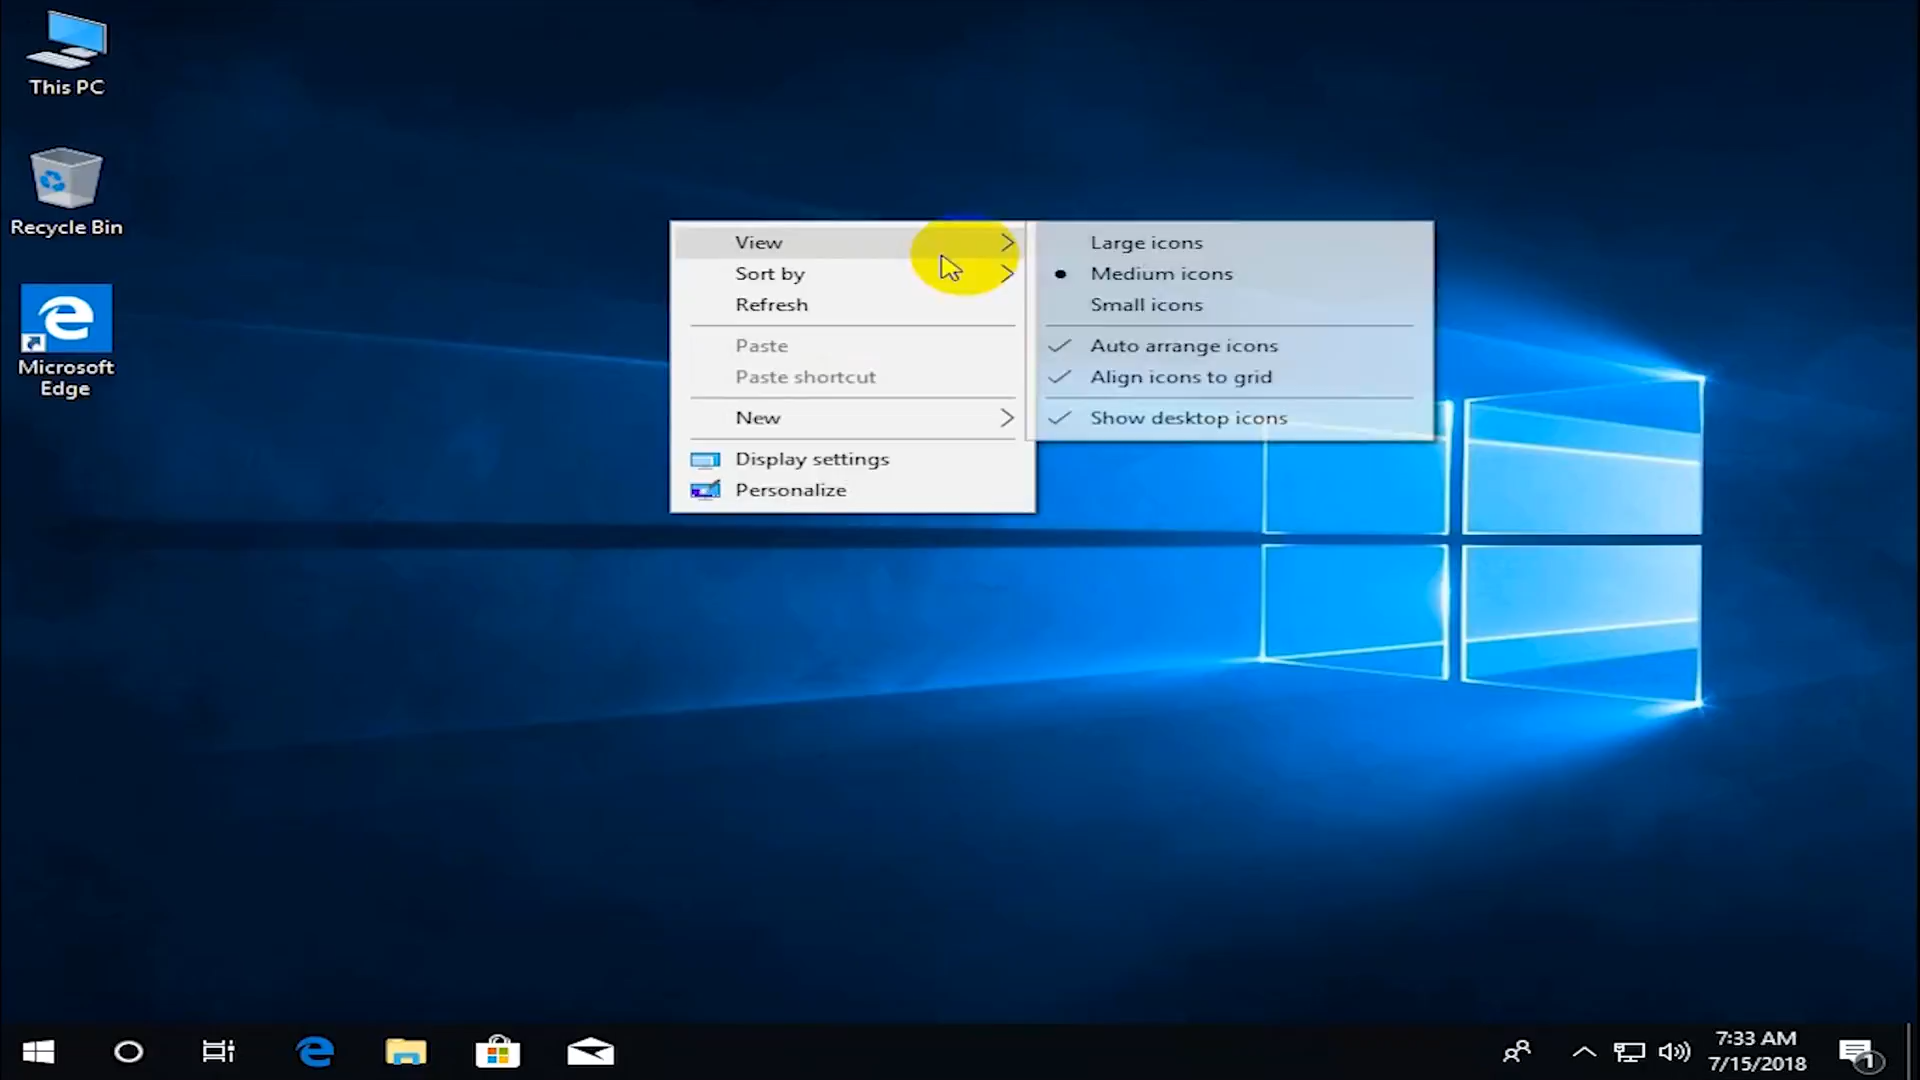 This PC
Recycle Bin
Microsoft
Edge
View
Sort by
Refresh
Paste
Paste shortcut
New
Display settings
Personalize
Large icons
Medium icons
Small icons
Auto arrange icons
Align icons to grid
Show desktop icons
7:33 AM
7/15/2018
1